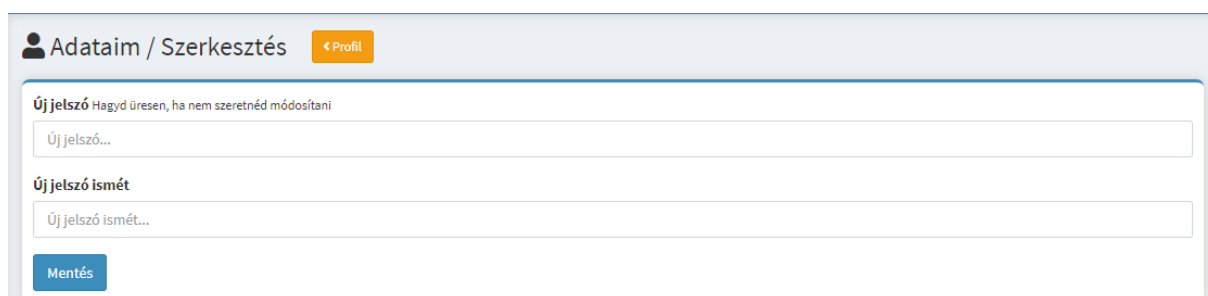 Adataim / Szerkesztés Profil
Új jelszó Hagyd üresen, ha nem szeretnéd módosítani
Új jelszó...
Új jelszó ismét
Új jelszó ismét...
Mentés